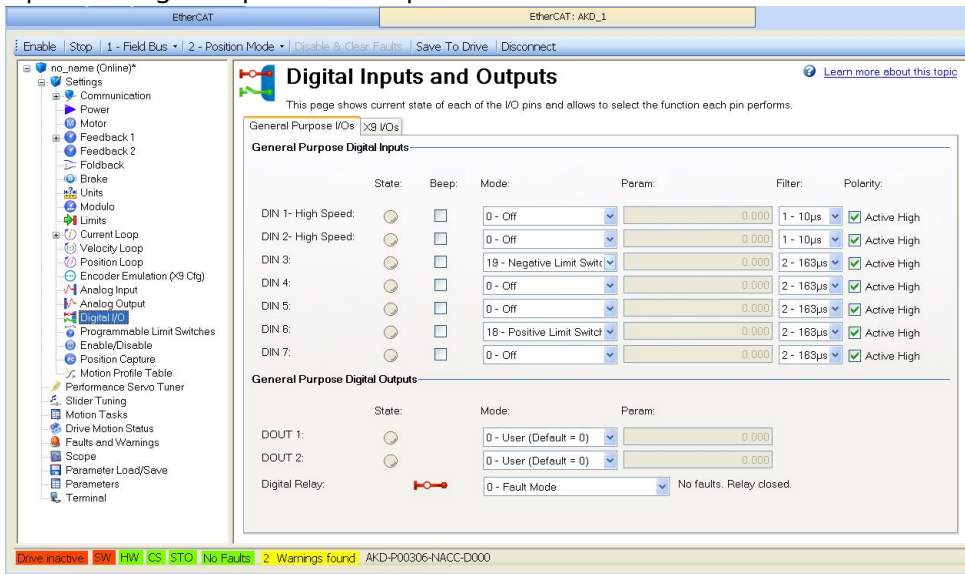 EtherCAT EtherCAT: AKD_1
Enable Stop 1 - Field Bus 2 - Position Mode Disable & Clear Faults Save To Drive Disconnect
no_name (Online)*
Settings
Communication
Power
Motor
Feedback 1
Feedback 2
Foldback
Brake
Units
Modulo
Limits
Current Loop
Velocity Loop
Position Loop
Encoder Emulation (X9 Cfg)
Analog Input
Analog Output
Digital I/O
Programmable Limit Switches
Enable/Disable
Position Capture
Motion Profile Table
Performance Servo Tuner
Slider Tuning
Motion Tasks
Drive Motion Status
Faults and Warnings
Scope
Parameter Load/Save
Parameters
Terminal
Digital Inputs and Outputs
Learn more about this topic
This page shows current state of each of the I/O pins and allows to select the function each pin performs.
General Purpose I/Os X9 I/Os
General Purpose Digital Inputs
State: Beep: Mode: Param: Filter: Polarity:
DIN 1- High Speed: 0 - Off 0.000 1 - 10µs Active High
DIN 2- High Speed: 0 - Off 0.000 1 - 10µs Active High
DIN 3: 19 - Negative Limit Switc 0.000 2 - 163µs Active High
DIN 4: 0 - Off 0.000 2 - 163µs Active High
DIN 5: 0 - Off 0.000 2 - 163µs Active High
DIN 6: 18 - Positive Limit Switch 0.000 2 - 163µs Active High
DIN 7: 0 - Off 0.000 2 - 163µs Active High
General Purpose Digital Outputs
State: Mode: Param:
DOUT 1: 0 - User (Default = 0) 0.000
DOUT 2: 0 - User (Default = 0) 0.000
Digital Relay: 0 - Fault Mode No faults. Relay closed.
Drive inactive SW HW CS STO No Faults 2 Warnings found AKD-P00306-NACC-D000